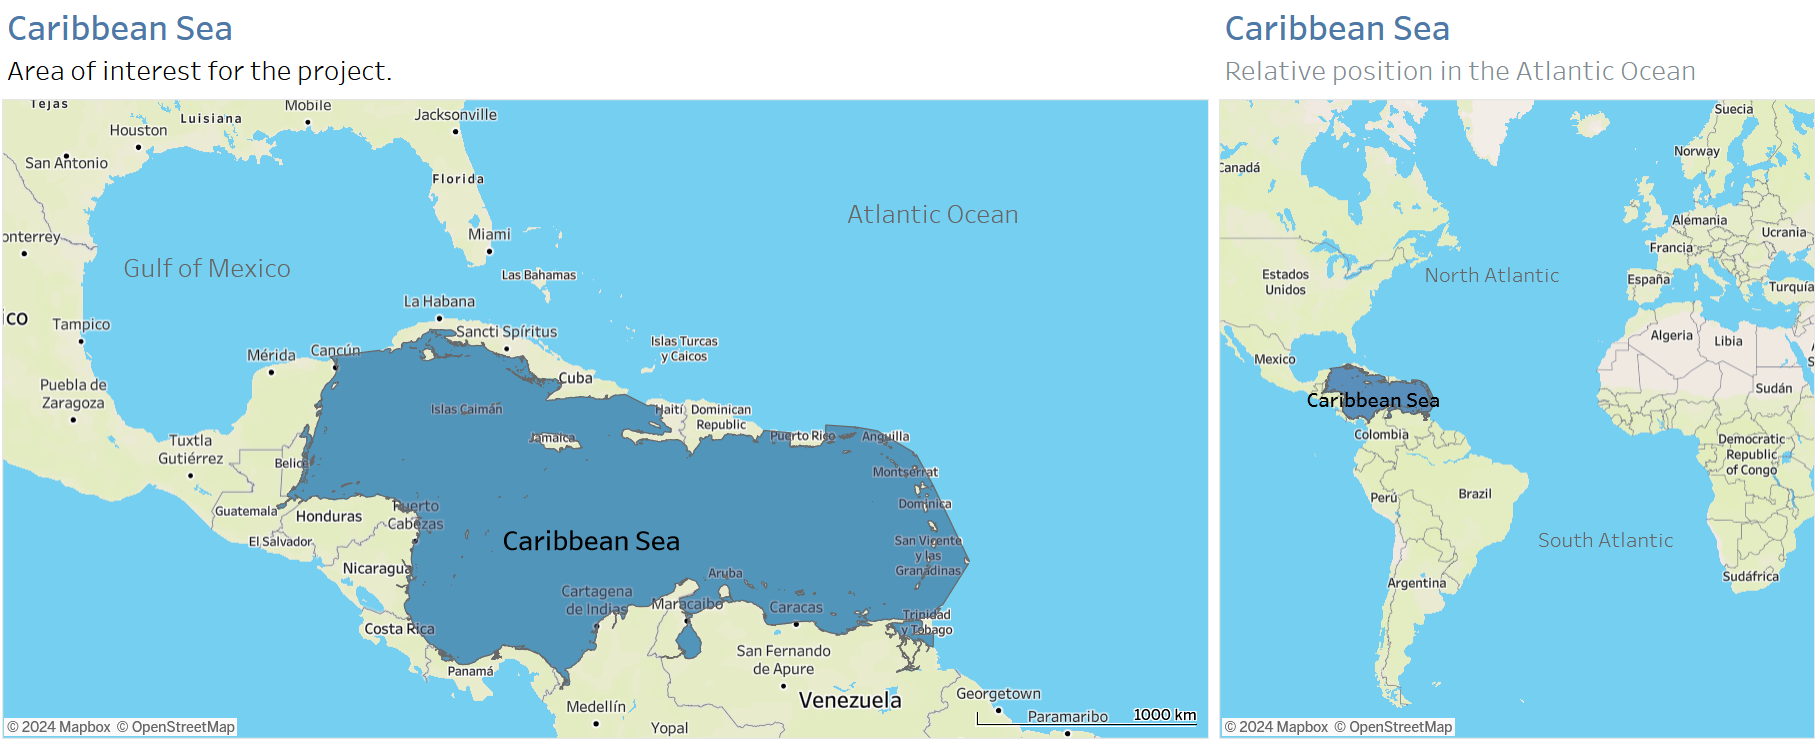 Caribbean Sea
Area of interest for the project.
Tejas
Luisiana
Mobile
Jacksonville
Houston
San Antonio
Florida
Miami
onterrey
Gulf of Mexico
Atlantic Ocean
Las Bahamas
La Habana
ico
Tampico
Sancti Spíritus
Mérida
Cancún
Islas Turcas
y Caicos
Puebla de
Zaragoza
Cuba
Islas Caimán
Haití
Dominican
Republic
Jamaica
Puerto Rico
Anguilla
Tuxtla
Gutiérrez
Belice
Montserrat
Dominica
Guatemala
Honduras
Puerto
Cabezas
El Salvador
Caribbean Sea
San Vicente
y las
Granadinas
Nicaragua
Aruba
Cartagena
de Indias
Maracaibo
Caracas
Trinidad
y Tobago
Costa Rica
Panamá
San Fernando
de Apure
Medellín
Venezuela
Georgetown
Yopal
Paramaribo
1000 km
© 2024 Mapbox © OpenStreetMap
Caribbean Sea
Relative position in the Atlantic Ocean
Suecia
Norway
Canadá
Alemania
Ucrania
Francia
Estados
Unidos
North Atlantic
España
Turquía
Argelia
Libia
Mexico
Sudán
Caribbean Sea
Colombia
Democratic
Republic
of Congo
Perú
Brazil
South Atlantic
Argentina
Sudáfrica
© 2024 Mapbox © OpenStreetMap